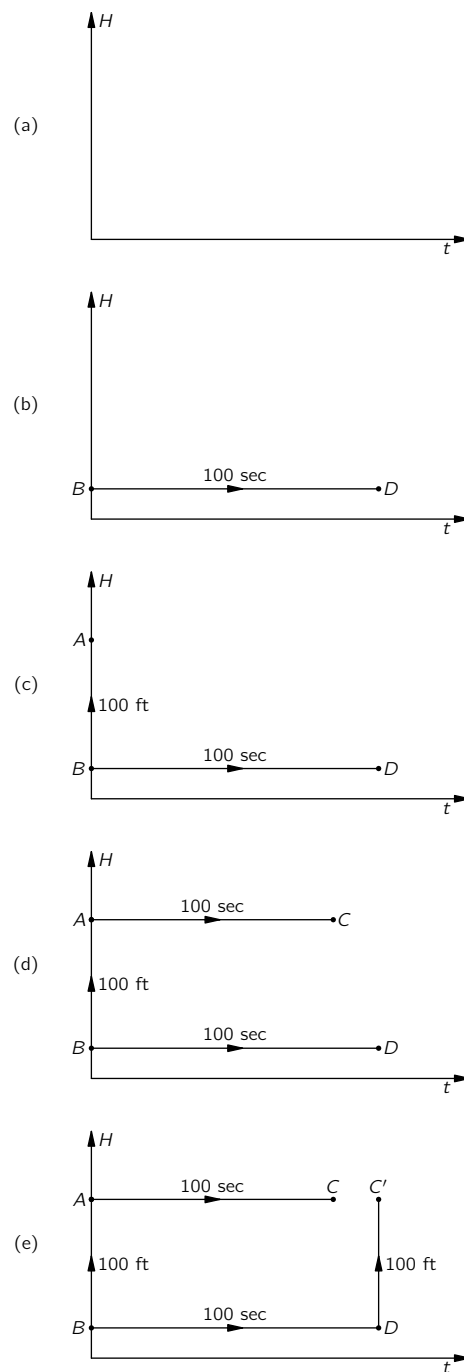 H
(a)
t
H
(b)
100 sec
B D
t
H
A
(c)
100 ft
100 sec
B D
t
H
100 sec
A C
(d)
100 ft
100 sec
B D
t
H
100 sec C C′
A
(e)
100 ft 100 ft
100 sec
B D
t